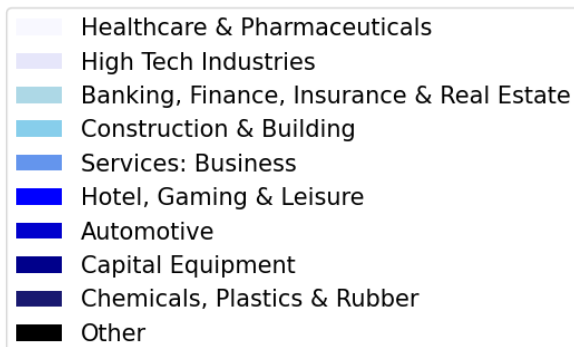 Healthcare & Pharmaceuticals
High Tech Industries
Banking, Finance, Insurance & Real Estate
Construction & Building
Services: Business
Hotel, Gaming & Leisure
Automotive
Capital Equipment
Chemicals, Plastics & Rubber
Other